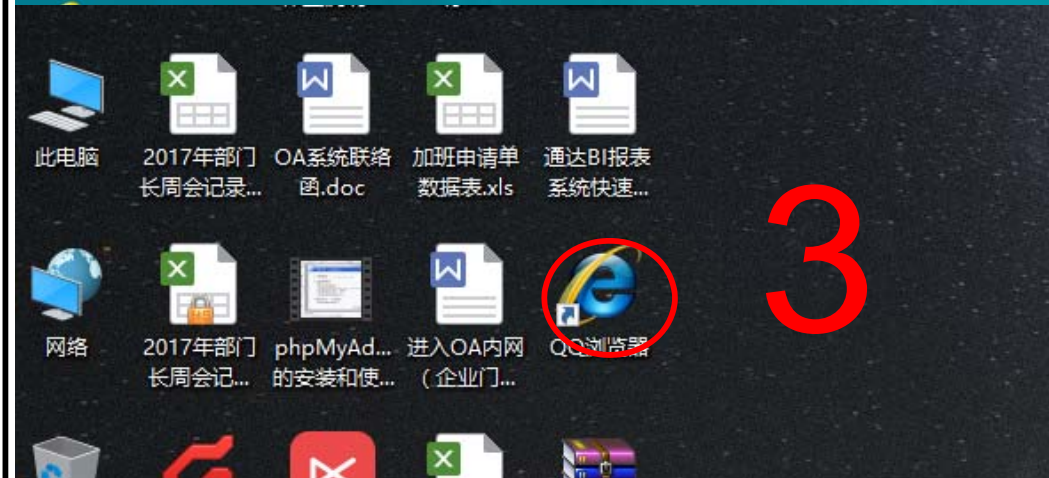 此电脑
2017年部门
长周会记录...
OA系统联络
函.doc
加班申请单
数据表.xls
通达BI报表
系统快速...
3
网络
2017年部门
长周会记...
phpMyAd...
的安装和使...
进入OA内网
（企业门...
QQ浏览器